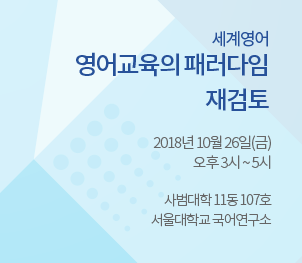 세계영어
영어교육의 패러다임
재검토
2018년 10월 26일(금)
오후 3시 ~ 5시
사범대학 11동 107호
서울대학교 국어연구소